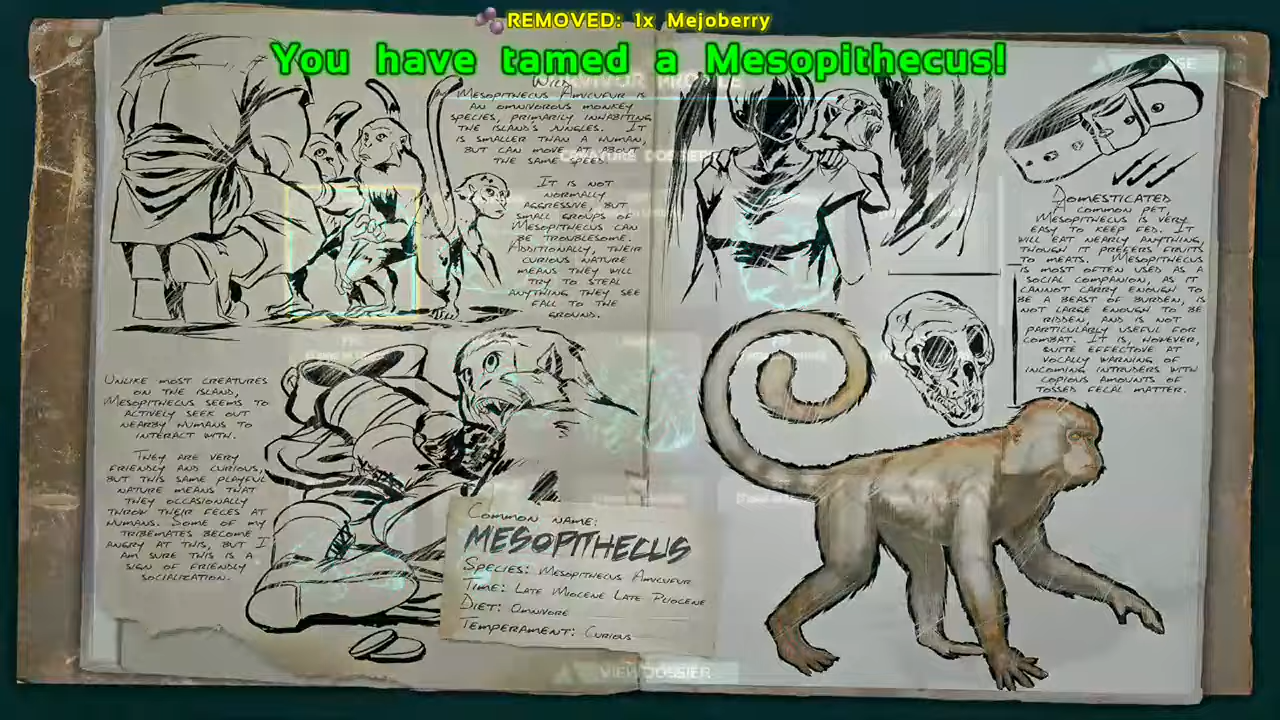 REMOVED: 1x Mejoberry
You have tamed a Mesopithecus!
CLOSE
Wild
Mesopithecus Amicufur is
an omnivorous monkey
species, primarily inhabiting
the island's jungles. It
is smaller than a human,
but can move at about
the same speed.
CREATURE DOSSIER
It is not
normally
aggressive, but
small groups of
Mesopithecus can
be troublesome.
Additionally, their
curious nature
means they will
try to steal
anything they see
fall to the
ground.
Domesticated
Common pet,
Mesopithecus is very
easy to keep fed. It
will eat nearly anything,
though it prefers fruits
to meats. Mesopithecus
is most often used as a
social companion, as it
cannot carry enough to
be a beast of burden, is
not large enough to be
ridden, and is not
particularly useful for
combat. It is, however,
quite effective at
vocally warning of
incoming intruders with
copious amounts of
tossed fecal matter.
Unlike most creatures
on the island,
Mesopithecus seems to
actively seek out
nearby humans to
interact with.
They are very
friendly and curious,
but this same playful
nature means that
they occasionally
throw their feces at
humans. Some of my
tribemates become
angry at this, but I
am sure this is a
sign of friendly
socialization.
Common name:
MESOPITHECUS
Species: Mesopithecus Amicufur
Time: Late Miocene Late Pliocene
Diet: Omnivore
Temperament: Curious
VIEW DOSSIER